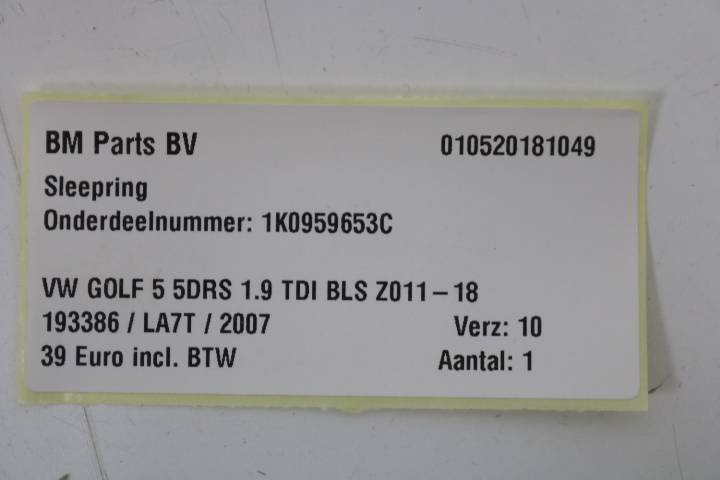 BM Parts BV 010520181049
Sleepring
Onderdeelnummer: 1K0959653C
VW GOLF 5 5DRS 1.9 TDI BLS Z011-18
193386 / LA7T / 2007 Verz: 10
39 Euro incl. BTW Aantal: 1